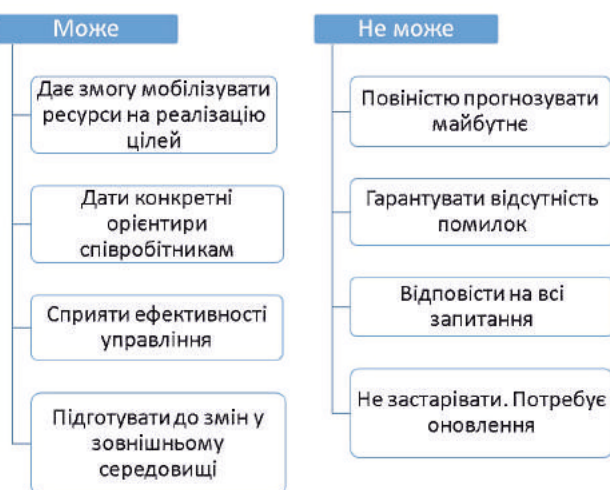 Може
Дає змогу мобілізувати
ресурси на реалізацію
цілей
Дати конкретні
орієнтири
співробітникам
Сприяти ефективності
управління
Підготувати до змін у
зовнішньому
середовищі
Не може
Повіністю прогнозувати
майбутнє
Гарантувати відсутність
помилок
Відповісти на всі
запитання
Не застарівати. Потребує
оновлення